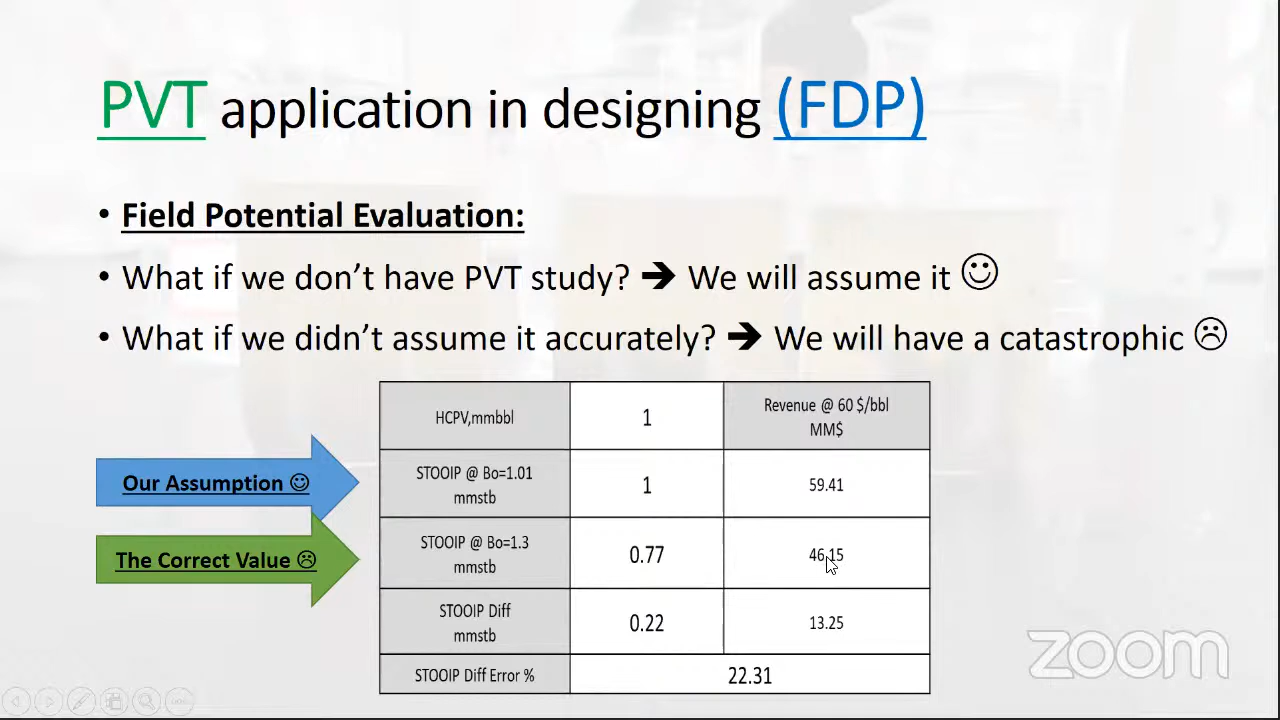 PVT application in designing (FDP)
• Field Potential Evaluation:
• What if we don't have PVT study? ➔ We will assume it ☺
• What if we didn't assume it accurately? ➔ We will have a catastrophic ☹
HCPV,mmbbl
1
Revenue @ 60 $/bbl
MM$
Our Assumption ☺
STOOIP @ Bo=1.01
mmstb
1
59.41
The Correct Value ☹
STOOIP @ Bo=1.3
mmstb
0.77
46.15
STOOIP Diff
mmstb
0.22
13.25
STOOIP Diff Error %
22.31
zoom